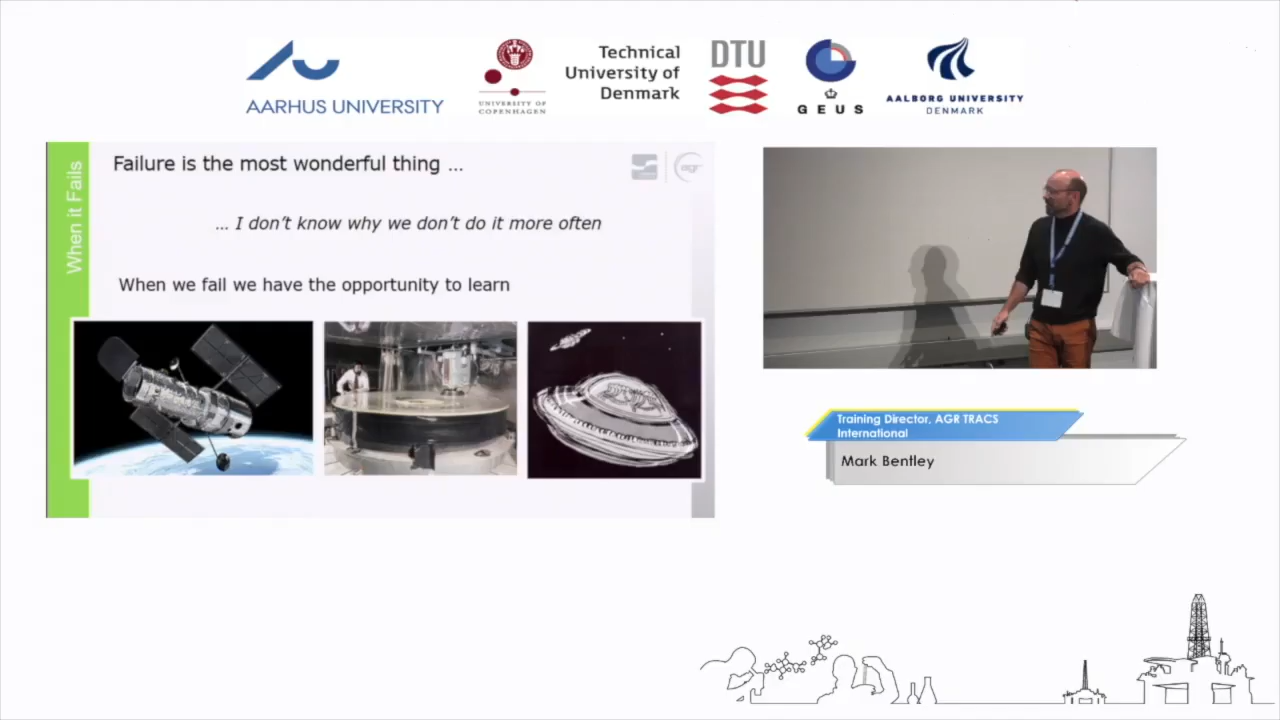 AARHUS UNIVERSITY
UNIVERSITY OF
COPENHAGEN
Technical
University of
Denmark
DTU
GEUS
AALBORG UNIVERSITY
DENMARK
When it Fails
Failure is the most wonderful thing ...
agr
... I don't know why we don't do it more often
When we fail we have the opportunity to learn
Training Director, AGR TRACS
International
Mark Bentley